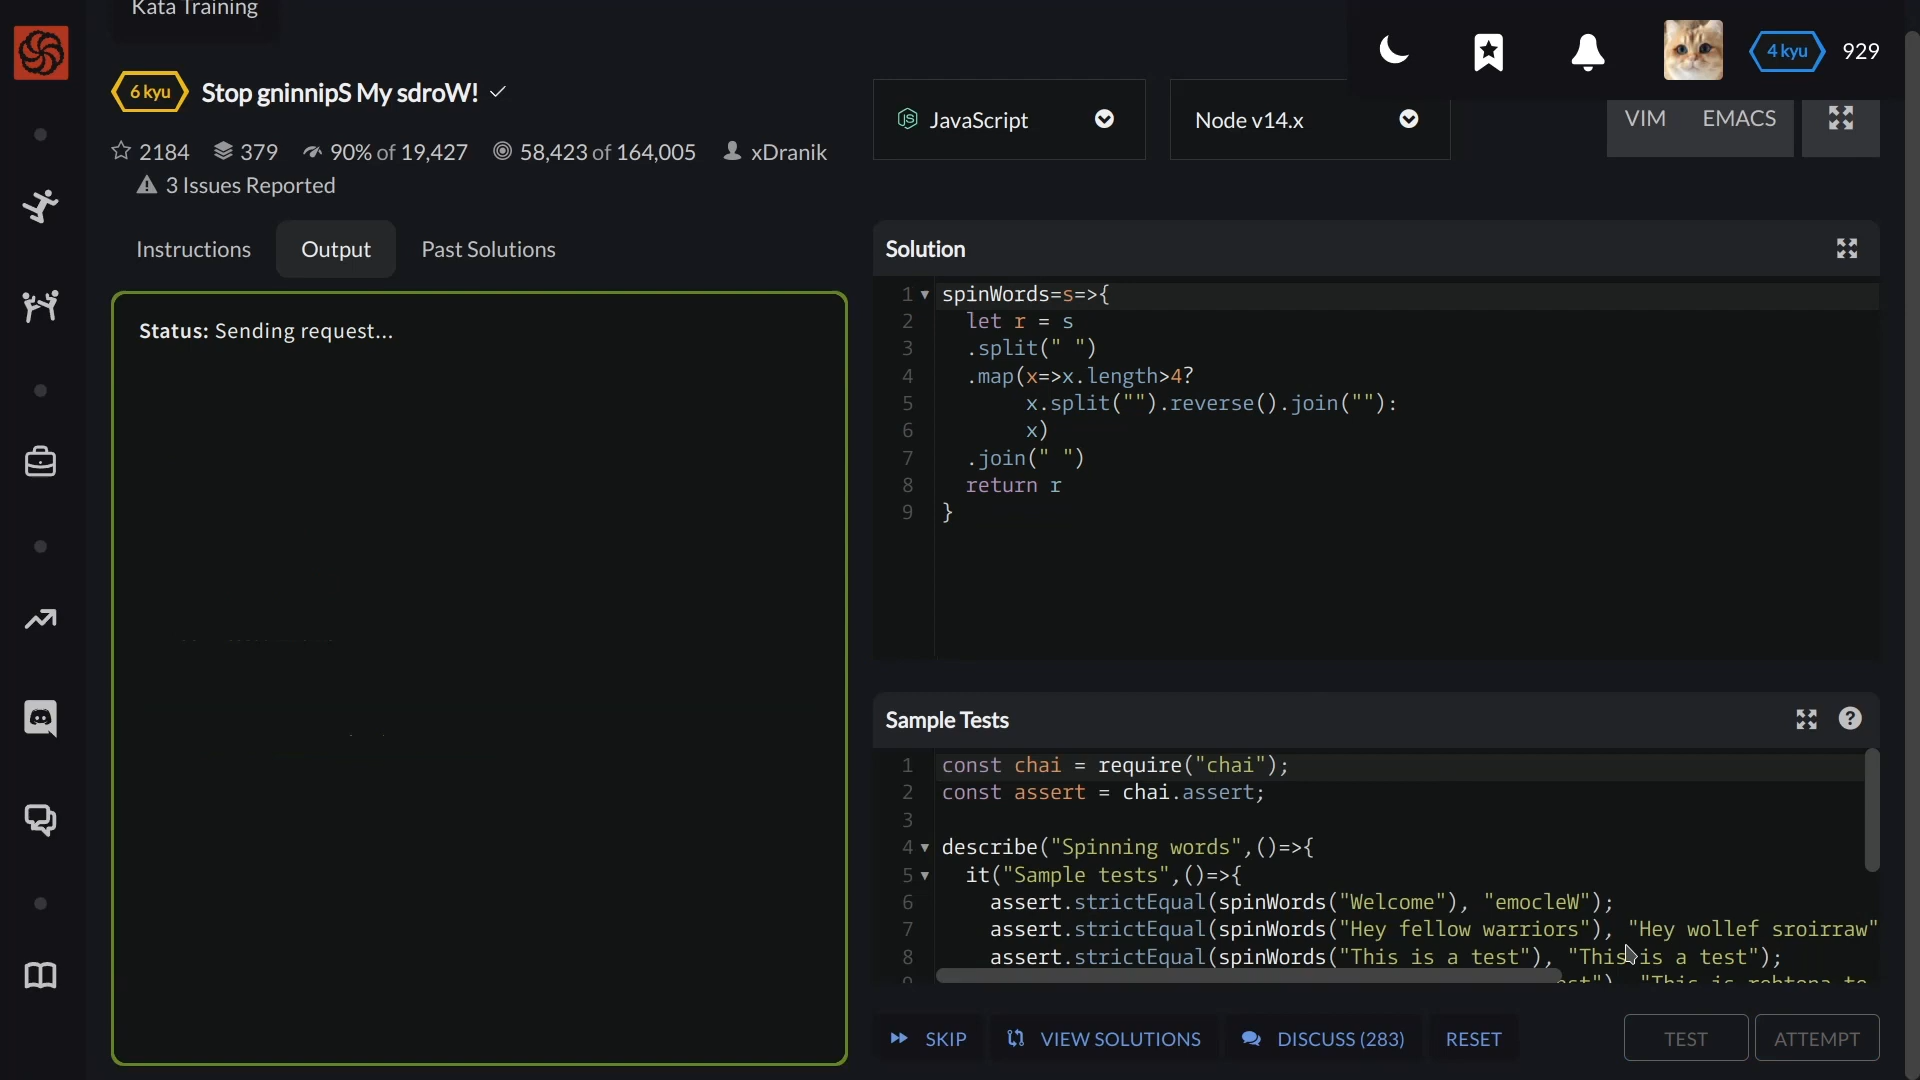 Kata Training
4 kyu 929
6 kyu Stop gninnipS My sdroW!
2184 379 90% of 19,427 58,423 of 164,005 xDranik
3 Issues Reported
JavaScript
Node v14.x
VIM EMACS
Instructions Output Past Solutions
Status: Sending request...
Solution
1 spinWords=s=>{
2 let r = s
3 .split(" ")
4 .map(x=>x.length>4?
5 x.split("").reverse().join(""):
6 x)
7 .join(" ")
8 return r
9 }
Sample Tests
1 const chai = require("chai");
2 const assert = chai.assert;
3
4 describe("Spinning words",()=>{
5 it("Sample tests",()=>{
6 assert.strictEqual(spinWords("Welcome"), "emocleW");
7 assert.strictEqual(spinWords("Hey fellow warriors"), "Hey wollef sroirraw"
8 assert.strictEqual(spinWords("This is a test"), "This is a test");
SKIP VIEW SOLUTIONS DISCUSS (283) RESET TEST ATTEMPT